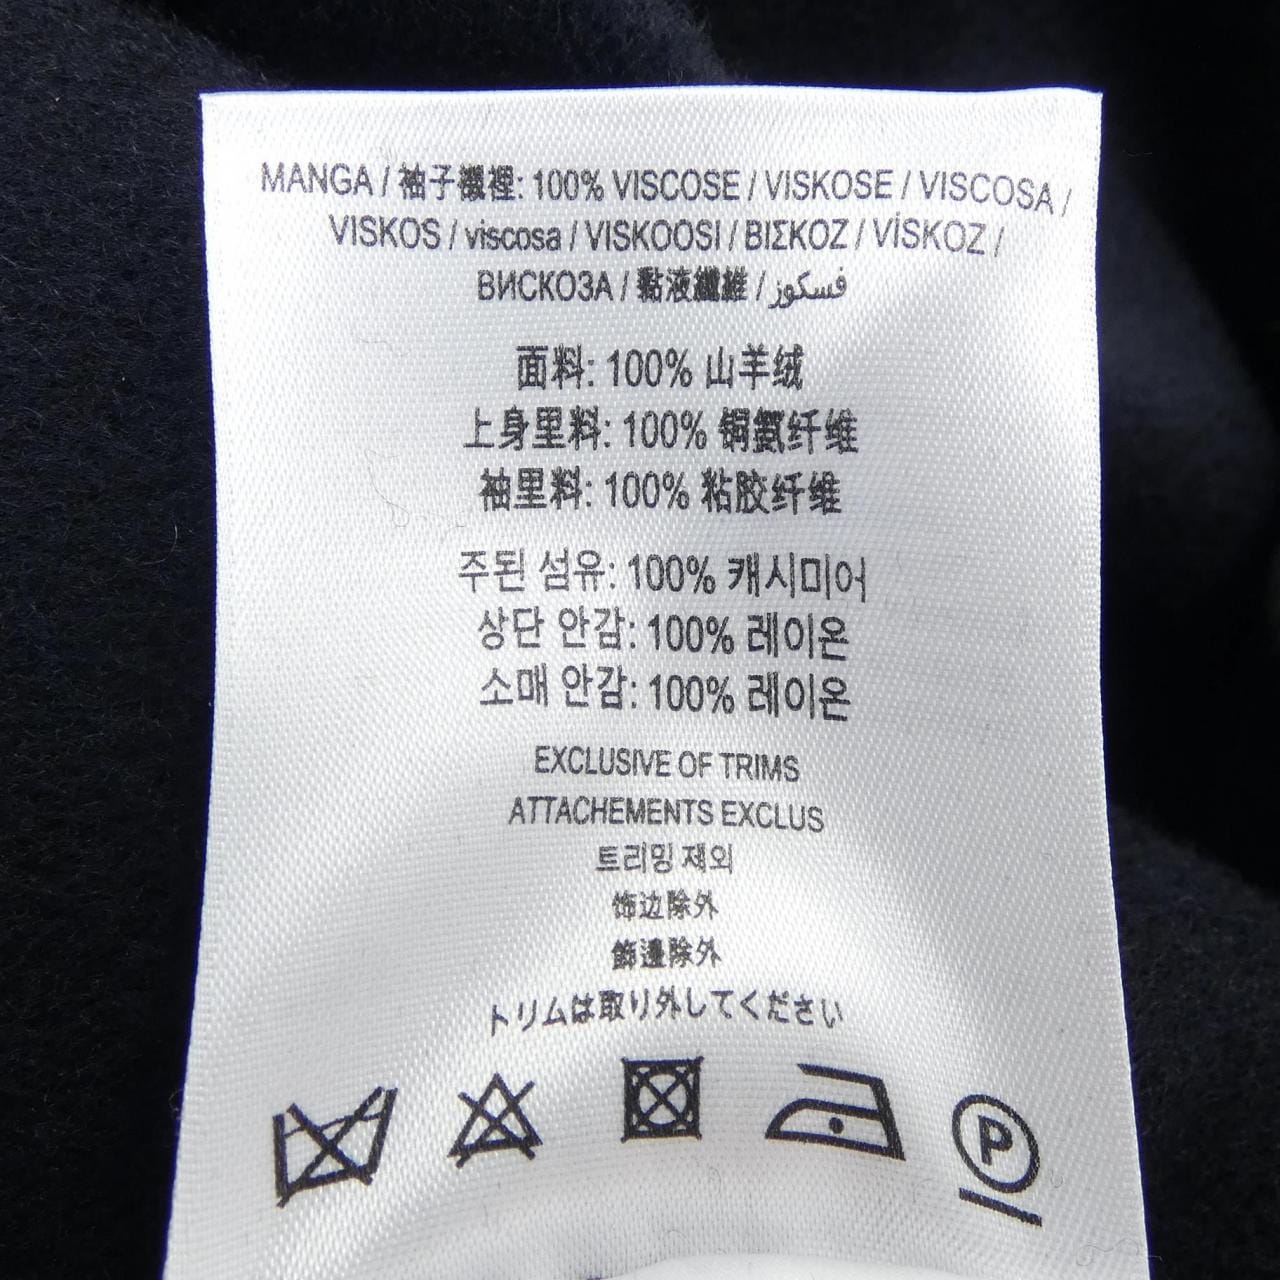 MANGA / 袖子襯裡: 100% VISCOSE / VISKOSE / VISCOSA /
VISKOS / viscosa / VISKOOSI / ΒΙΣΚΟΖ / VİSKOZ /
ВИСКОЗА / 黏液纖維 / فسكوز
面料: 100% 山羊绒
上身里料: 100% 铜氨纤维
袖里料: 100% 粘胶纤维
주된 섬유: 100% 캐시미어
상단 안감: 100% 레이온
소매 안감: 100% 레이온
EXCLUSIVE OF TRIMS
ATTACHEMENTS EXCLUS
트리밍 제외
饰边除外
飾邊除外
トリムは取り外してください
P